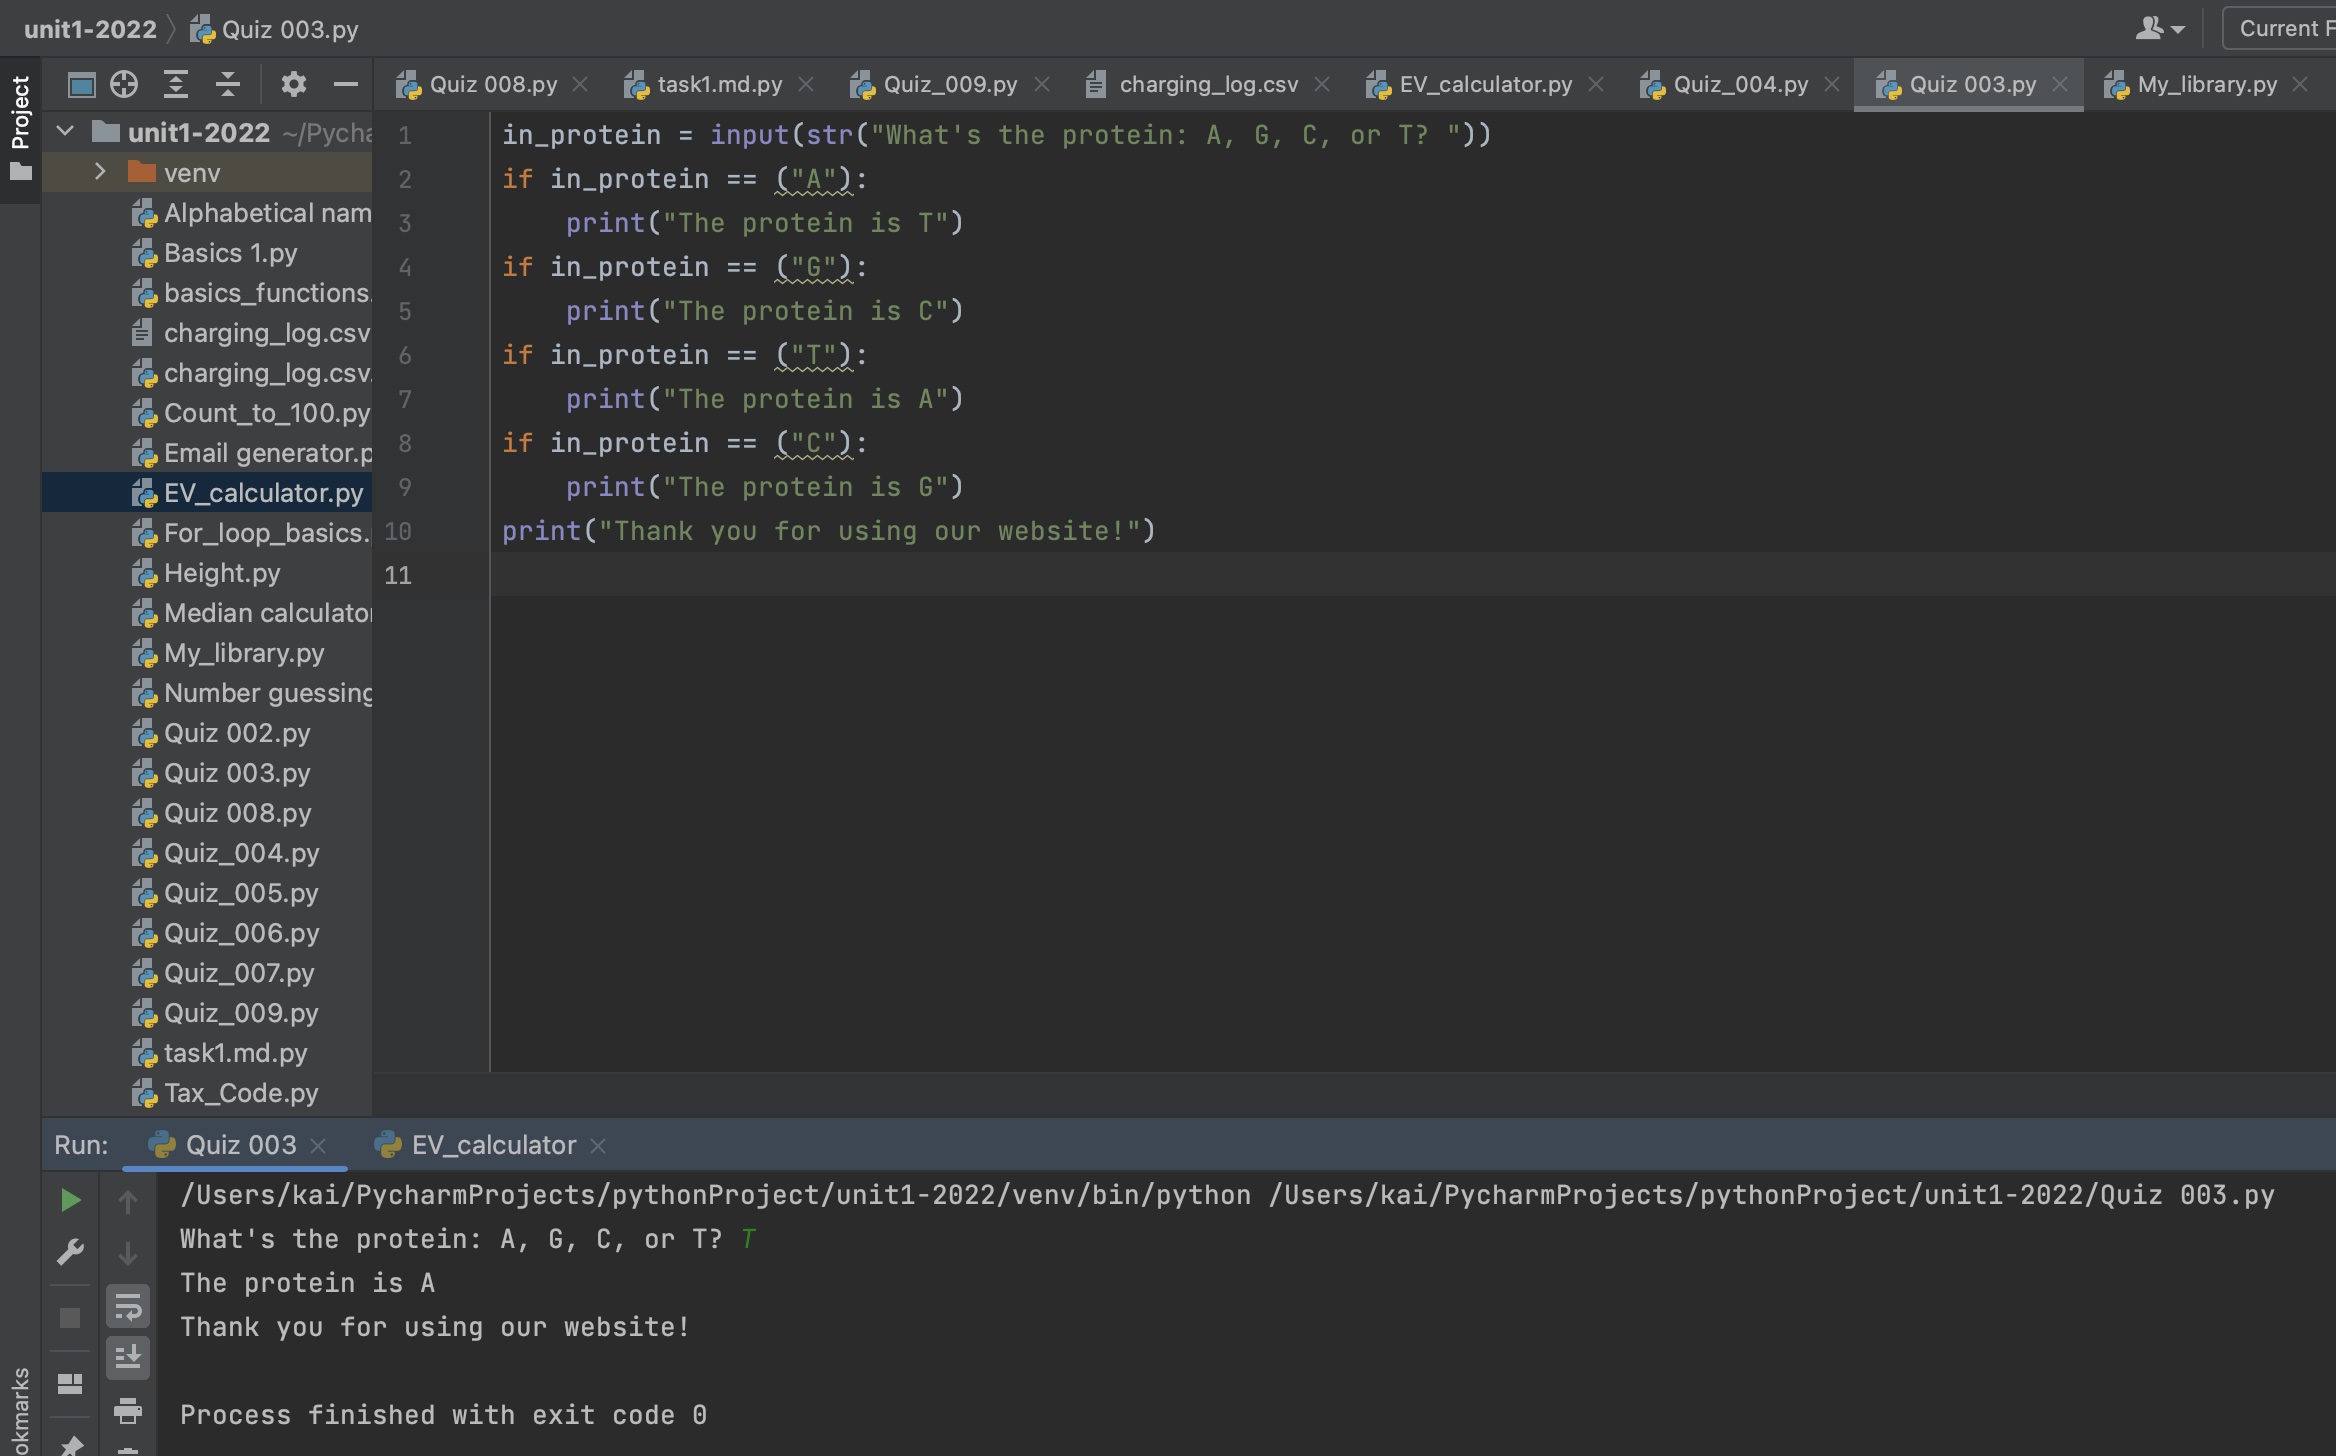 unit1-2022 Quiz 003.py Current F
Project
Quiz 008.py task1.md.py Quiz_009.py charging_log.csv EV_calculator.py Quiz_004.py Quiz 003.py My_library.py
unit1-2022 ~/Pycha
venv
Alphabetical nam
Basics 1.py
basics_functions.
charging_log.csv
charging_log.csv.
Count_to_100.py
Email generator.p
EV_calculator.py
For_loop_basics.
Height.py
Median calculator
My_library.py
Number guessing
Quiz 002.py
Quiz 003.py
Quiz 008.py
Quiz_004.py
Quiz_005.py
Quiz_006.py
Quiz_007.py
Quiz_009.py
task1.md.py
Tax_Code.py
1 in_protein = input(str("What's the protein: A, G, C, or T? "))
2 if in_protein == ("A"):
3 print("The protein is T")
4 if in_protein == ("G"):
5 print("The protein is C")
6 if in_protein == ("T"):
7 print("The protein is A")
8 if in_protein == ("C"):
9 print("The protein is G")
10 print("Thank you for using our website!")
11
Run: Quiz 003 EV_calculator
/Users/kai/PycharmProjects/pythonProject/unit1-2022/venv/bin/python /Users/kai/PycharmProjects/pythonProject/unit1-2022/Quiz 003.py
What's the protein: A, G, C, or T? T
The protein is A
Thank you for using our website!
Process finished with exit code 0
okmarks